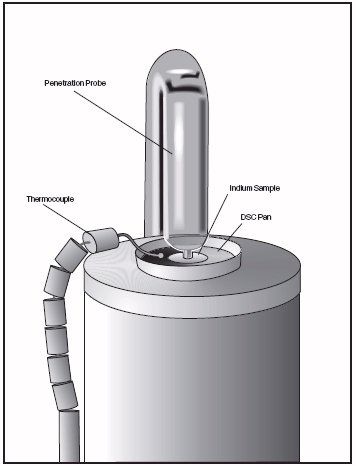 Penetration Probe
Indium Sample
Thermocouple
DSC Pan